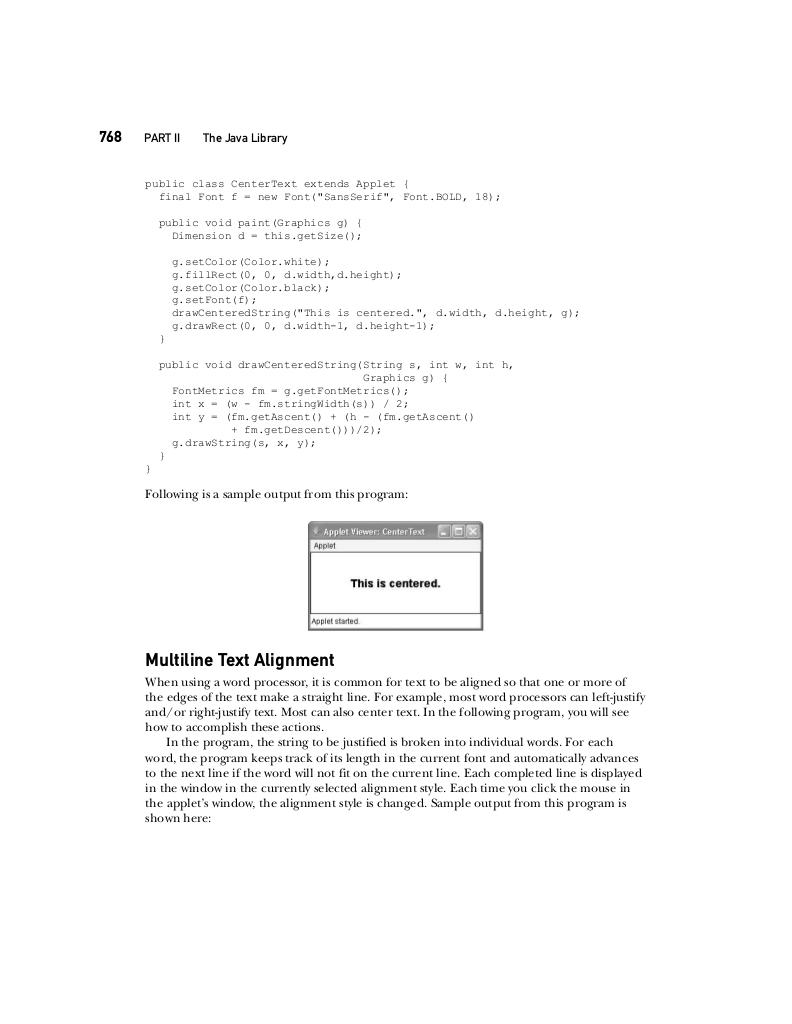 768 PART II The Java Library
public class CenterText extends Applet {
final Font f = new Font("SansSerif", Font.BOLD, 18);
public void paint(Graphics g) {
Dimension d = this.getSize();
g.setColor(Color.white);
g.fillRect(0, 0, d.width,d.height);
g.setColor(Color.black);
g.setFont(f);
drawCenteredString("This is centered.", d.width, d.height, g);
g.drawRect(0, 0, d.width-1, d.height-1);
}
public void drawCenteredString(String s, int w, int h,
Graphics g) {
FontMetrics fm = g.getFontMetrics();
int x = (w - fm.stringWidth(s)) / 2;
int y = (fm.getAscent() + (h - (fm.getAscent()
+ fm.getDescent()))/2);
g.drawString(s, x, y);
}
}
Following is a sample output from this program:
Applet Viewer: CenterText
Applet
This is centered.
Applet started.
Multiline Text Alignment
When using a word processor, it is common for text to be aligned so that one or more of
the edges of the text make a straight line. For example, most word processors can left-justify
and/or right-justify text. Most can also center text. In the following program, you will see
how to accomplish these actions.
In the program, the string to be justified is broken into individual words. For each
word, the program keeps track of its length in the current font and automatically advances
to the next line if the word will not fit on the current line. Each completed line is displayed
in the window in the currently selected alignment style. Each time you click the mouse in
the applet's window, the alignment style is changed. Sample output from this program is
shown here: